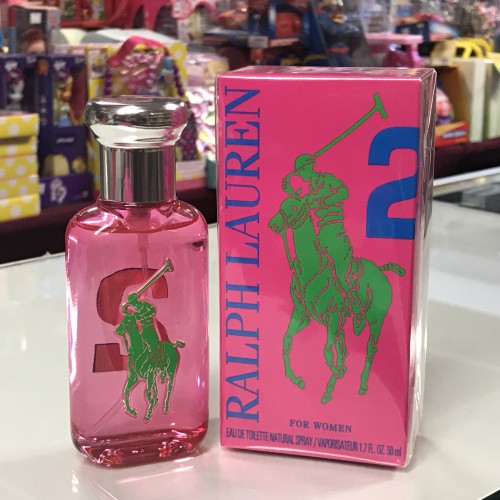 RALPH LAUREN
2
FOR WOMEN
EAU DE TOILETTE NATURAL SPRAY / VAPORISATEUR 1.7 FL. OZ. 50 ml
2